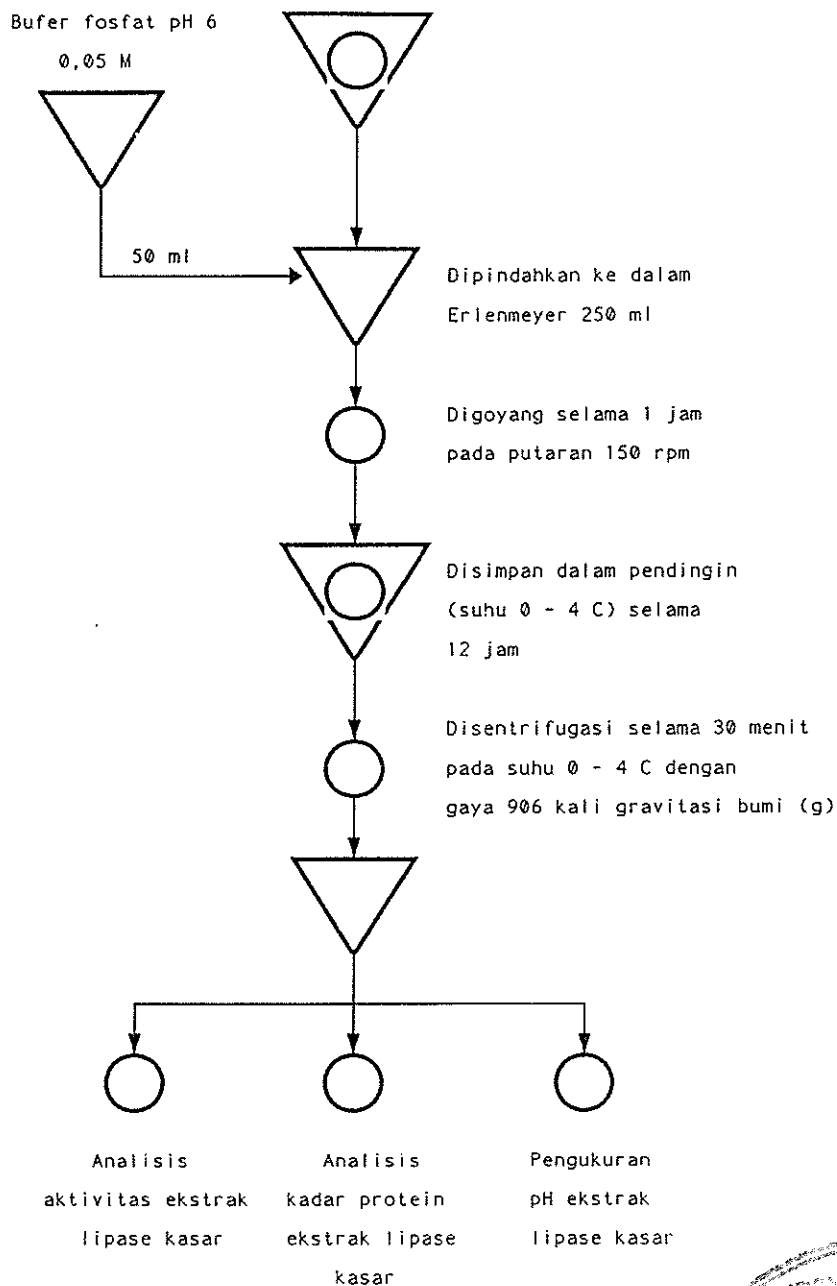 Bufer fosfat pH 6
0,05 M
50 ml
Dipindahkan ke dalam
Erlenmeyer 250 ml
Digoyang selama 1 jam
pada putaran 150 rpm
Disimpan dalam pendingin
(suhu 0 - 4 C) selama
12 jam
Disentrifugasi selama 30 menit
pada suhu 0 - 4 C dengan
gaya 906 kali gravitasi bumi (g)
Analisis
aktivitas ekstrak
lipase kasar
Analisis
kadar protein
ekstrak lipase
kasar
Pengukuran
pH ekstrak
lipase kasar